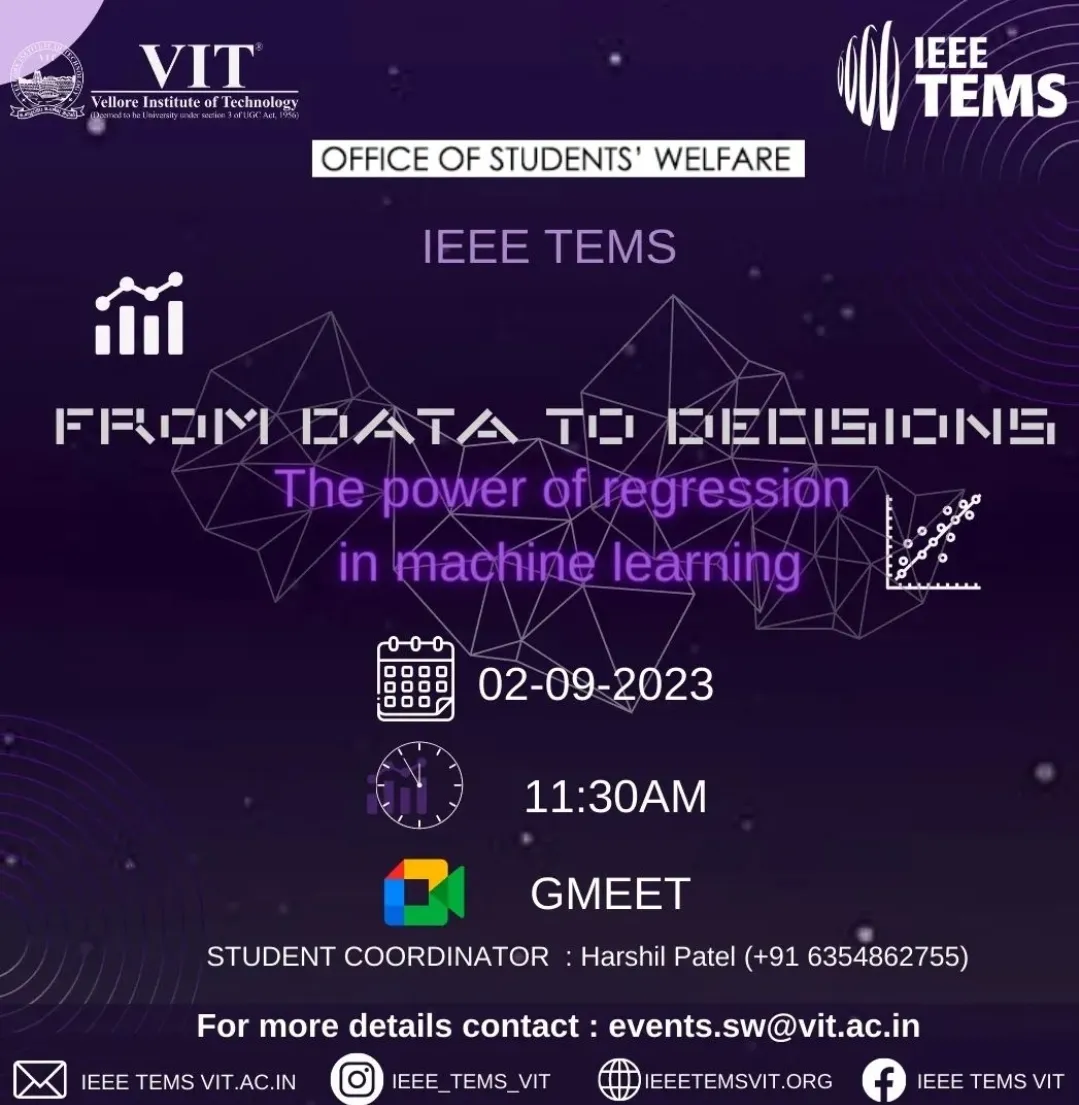 VIT®
Vellore Institute of Technology
(Deemed to be University under section 3 of UGC Act, 1956)
IEEE
TEMS
OFFICE OF STUDENTS' WELFARE
IEEE TEMS
FROM DATA TO DECISIONS
The power of regression
in machine learning
02-09-2023
11:30AM
GMEET
STUDENT COORDINATOR : Harshil Patel (+91 6354862755)
For more details contact : events.sw@vit.ac.in
IEEE TEMS VIT.AC.IN
IEEE_TEMS_VIT
IEEETEMSVIT.ORG
IEEE TEMS VIT